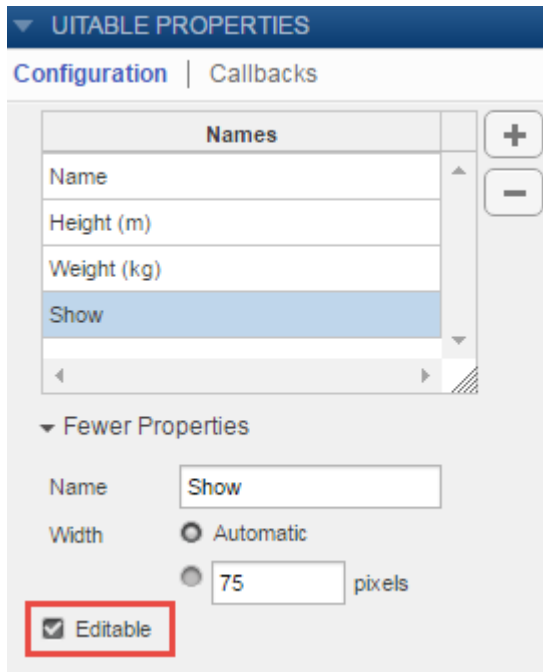 UITABLE PROPERTIES
Configuration | Callbacks
Names
Name
Height (m)
Weight (kg)
Show
Fewer Properties
Name Show
Width Automatic
75 pixels
Editable